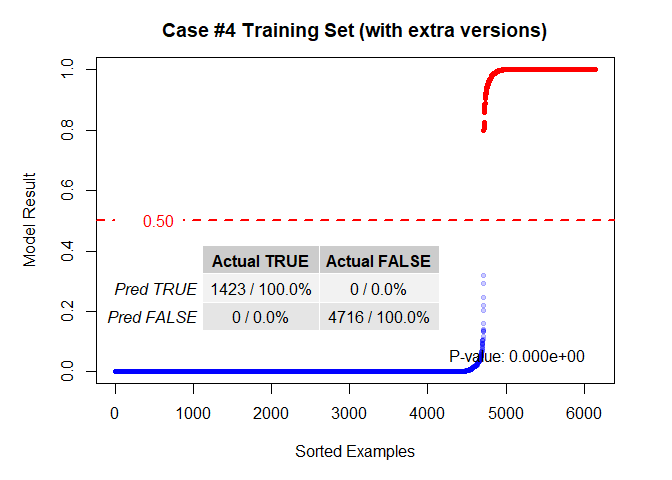 Case #4 Training Set (with extra versions)
Model Result
1.0
0.8
0.6
0.4
0.2
0.0
0.50
Actual TRUE Actual FALSE
Pred TRUE 1423 / 100.0% 0 / 0.0%
Pred FALSE 0 / 0.0% 4716 / 100.0%
P-value: 0.000e+00
0 1000 2000 3000 4000 5000 6000
Sorted Examples